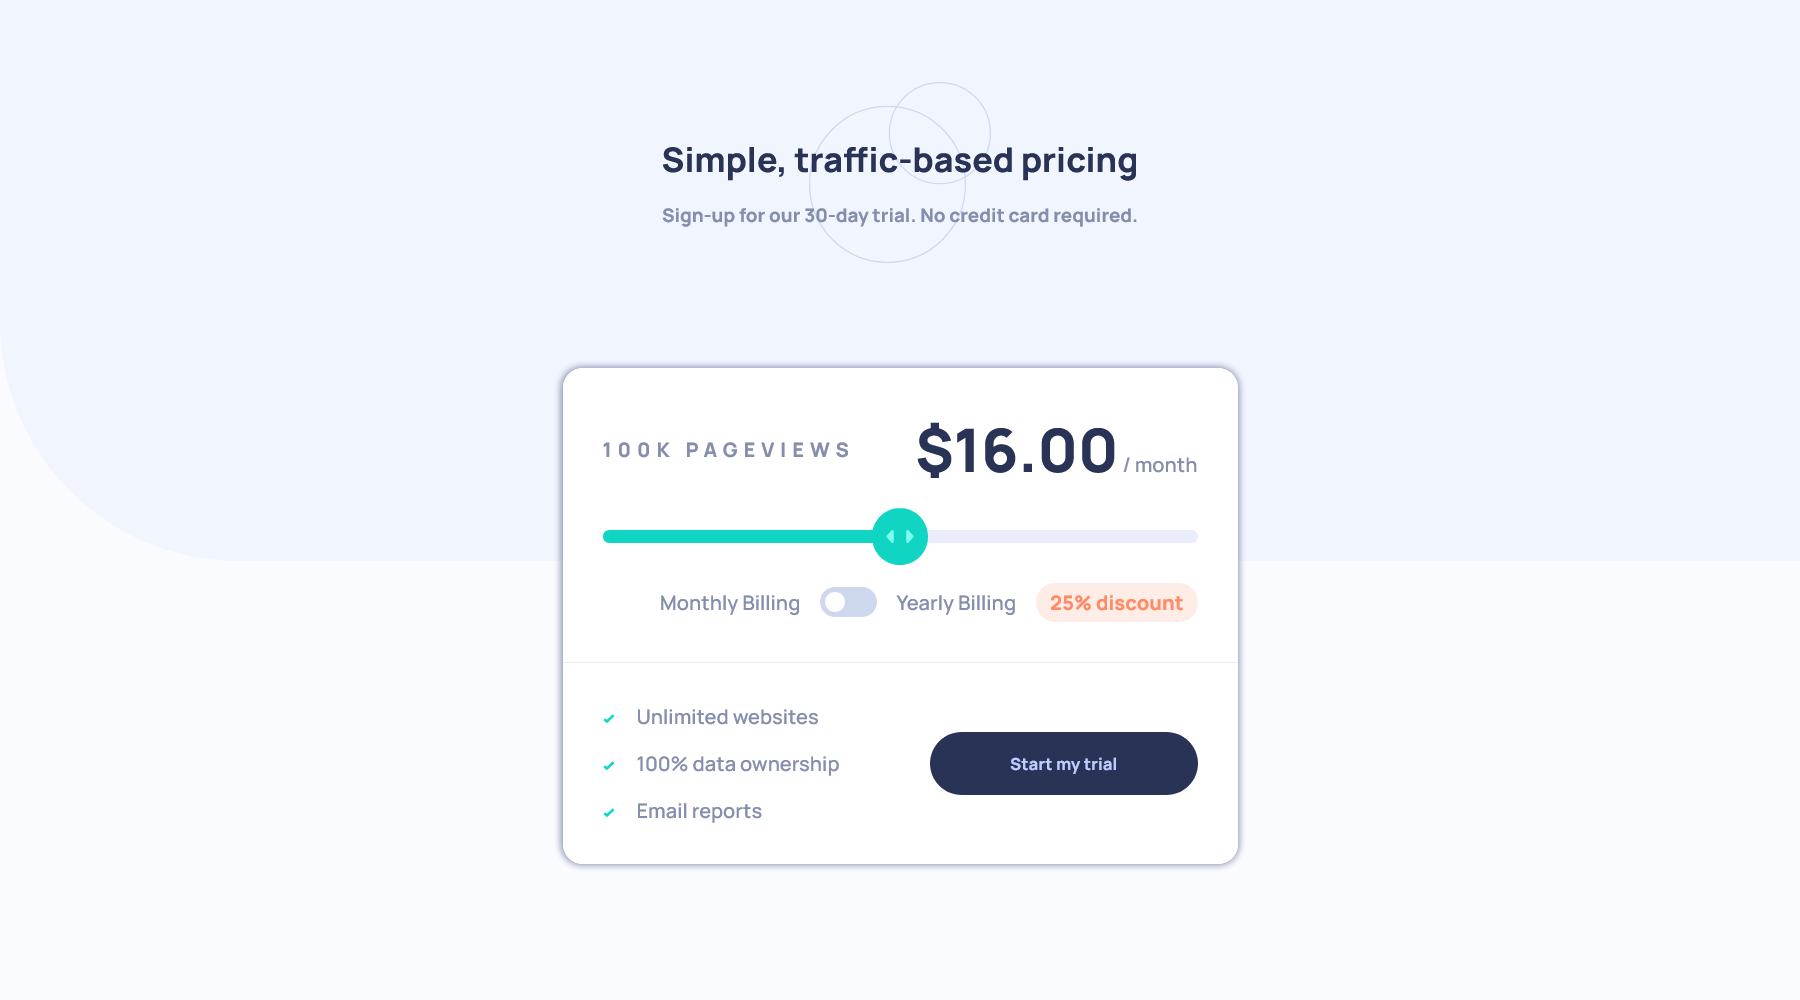 Simple, traffic-based pricing
Sign-up for our 30-day trial. No credit card required.
100K PAGEVIEWS
$16.00 / month
Monthly Billing
Yearly Billing
25% discount
Unlimited websites
100% data ownership
Email reports
Start my trial